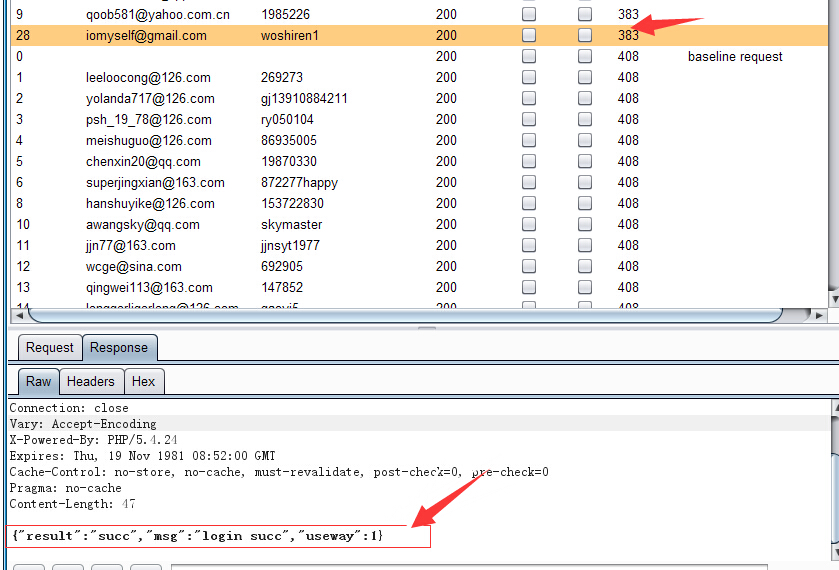 9 qoob581@yahoo.com.cn 1985226 200 383
28 iomyself@gmail.com woshiren1 200 383
0 200 408 baseline request
1 leeloocong@126.com 269273 200 408
2 yolanda717@126.com gj13910884211 200 408
3 psh_19_78@126.com ry050104 200 408
4 meishuguo@126.com 86935005 200 408
5 chenxin20@qq.com 19870330 200 408
6 superjingxian@163.com 872277happy 200 408
8 hanshuyike@126.com 153722830 200 408
10 awangsky@qq.com skymaster 200 408
11 jjn77@163.com jjnsyt1977 200 408
12 wcge@sina.com 692905 200 408
13 qingwei113@163.com 147852 200 408
14 200 408
Request Response
Raw Headers Hex
Connection: close
Vary: Accept-Encoding
X-Powered-By: PHP/5.4.24
Expires: Thu, 19 Nov 1981 08:52:00 GMT
Cache-Control: no-store, no-cache, must-revalidate, post-check=0, pre-check=0
Pragma: no-cache
Content-Length: 47
{"result":"succ","msg":"login succ","useway":1}